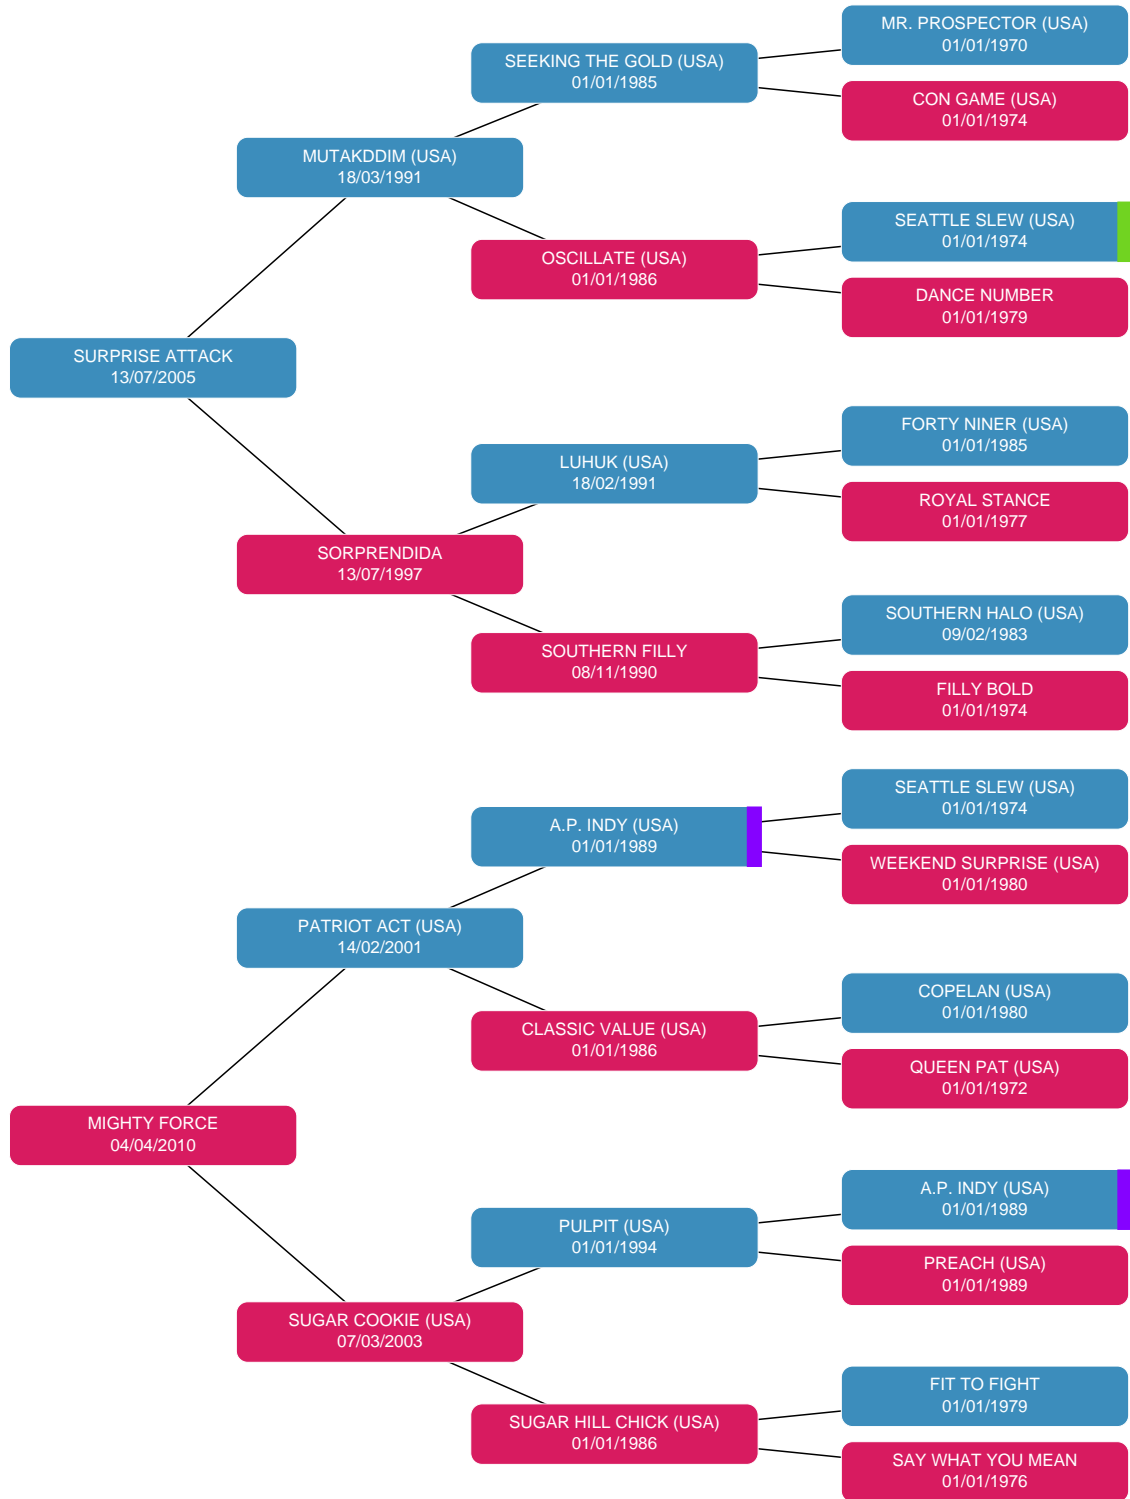 MR. PROSPECTOR (USA)
01/01/1970
SEEKING THE GOLD (USA)
01/01/1985
CON GAME (USA)
01/01/1974
MUTAKDDIM (USA)
18/03/1991
SEATTLE SLEW (USA)
01/01/1974
OSCILLATE (USA)
01/01/1986
DANCE NUMBER
01/01/1979
SURPRISE ATTACK
13/07/2005
FORTY NINER (USA)
01/01/1985
LUHUK (USA)
18/02/1991
ROYAL STANCE
01/01/1977
SORPRENDIDA
13/07/1997
SOUTHERN HALO (USA)
09/02/1983
SOUTHERN FILLY
08/11/1990
FILLY BOLD
01/01/1974
SEATTLE SLEW (USA)
01/01/1974
A.P. INDY (USA)
01/01/1989
WEEKEND SURPRISE (USA)
01/01/1980
PATRIOT ACT (USA)
14/02/2001
COPELAN (USA)
01/01/1980
CLASSIC VALUE (USA)
01/01/1986
QUEEN PAT (USA)
01/01/1972
MIGHTY FORCE
04/04/2010
A.P. INDY (USA)
01/01/1989
PULPIT (USA)
01/01/1994
PREACH (USA)
01/01/1989
SUGAR COOKIE (USA)
07/03/2003
FIT TO FIGHT
01/01/1979
SUGAR HILL CHICK (USA)
01/01/1986
SAY WHAT YOU MEAN
01/01/1976